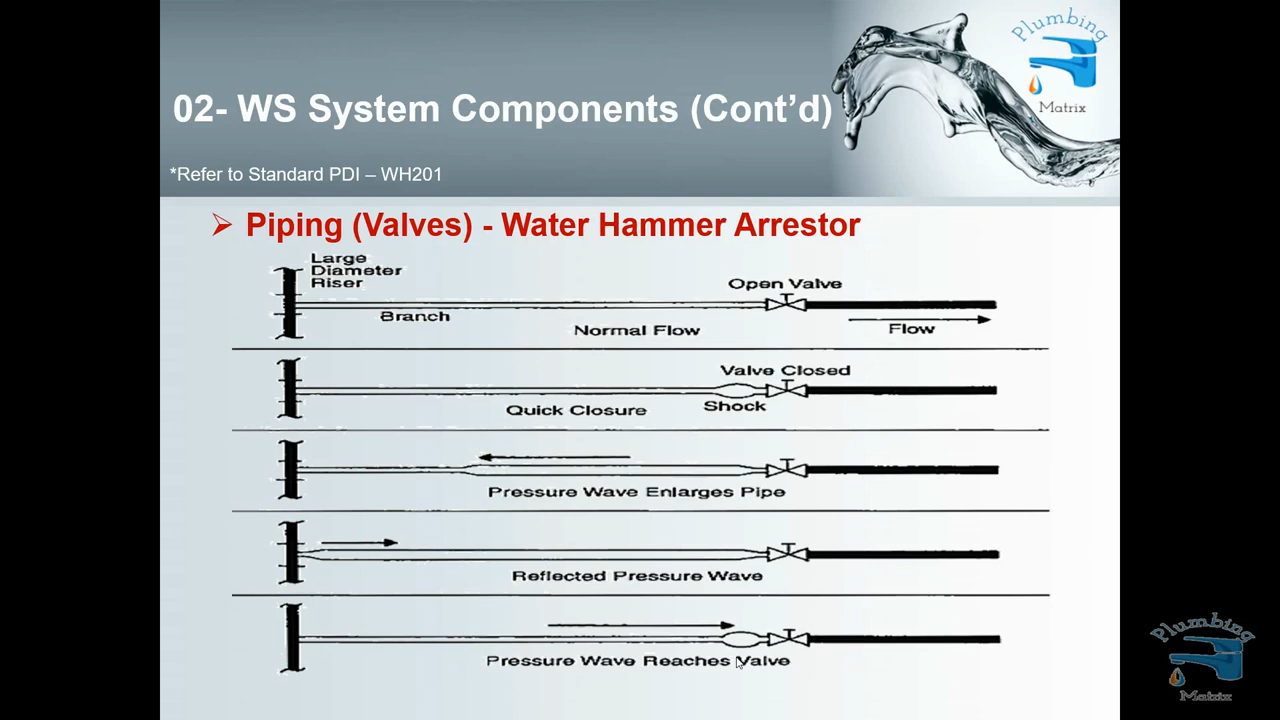 Plumbing
Matrix
02- WS System Components (Cont’d)
*Refer to Standard PDI – WH201
Piping (Valves) - Water Hammer Arrestor
Large
Diameter
Riser
Open Valve
Branch
Normal Flow
Flow
Valve Closed
Quick Closure
Shock
Pressure Wave Enlarges Pipe
Reflected Pressure Wave
Pressure Wave Reaches Valve
Plumbing
Matrix